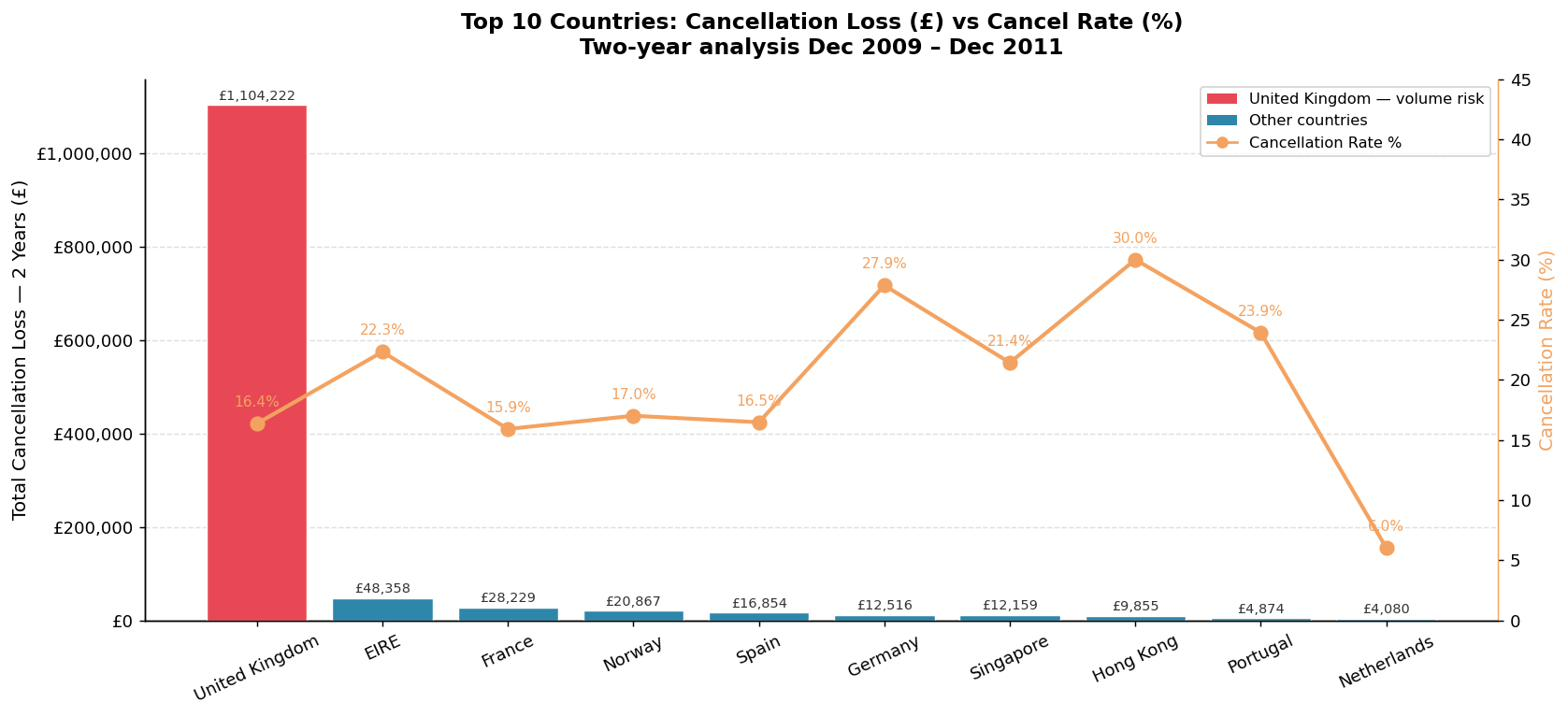 Top 10 Countries: Cancellation Loss (£) vs Cancel Rate (%)
Two-year analysis Dec 2009 – Dec 2011
United Kingdom — volume risk
Other countries
Cancellation Rate %
Total Cancellation Loss — 2 Years (£)
£1,000,000
£800,000
£600,000
£400,000
£200,000
£0
£1,104,222
£48,358
£28,229
£20,867
£16,854
£12,516
£12,159
£9,855
£4,874
£4,080
16.4%
22.3%
15.9%
17.0%
16.5%
27.9%
21.4%
30.0%
23.9%
6.0%
45
40
35
30
25
20
15
10
5
0
Cancellation Rate (%)
United Kingdom
EIRE
France
Norway
Spain
Germany
Singapore
Hong Kong
Portugal
Netherlands